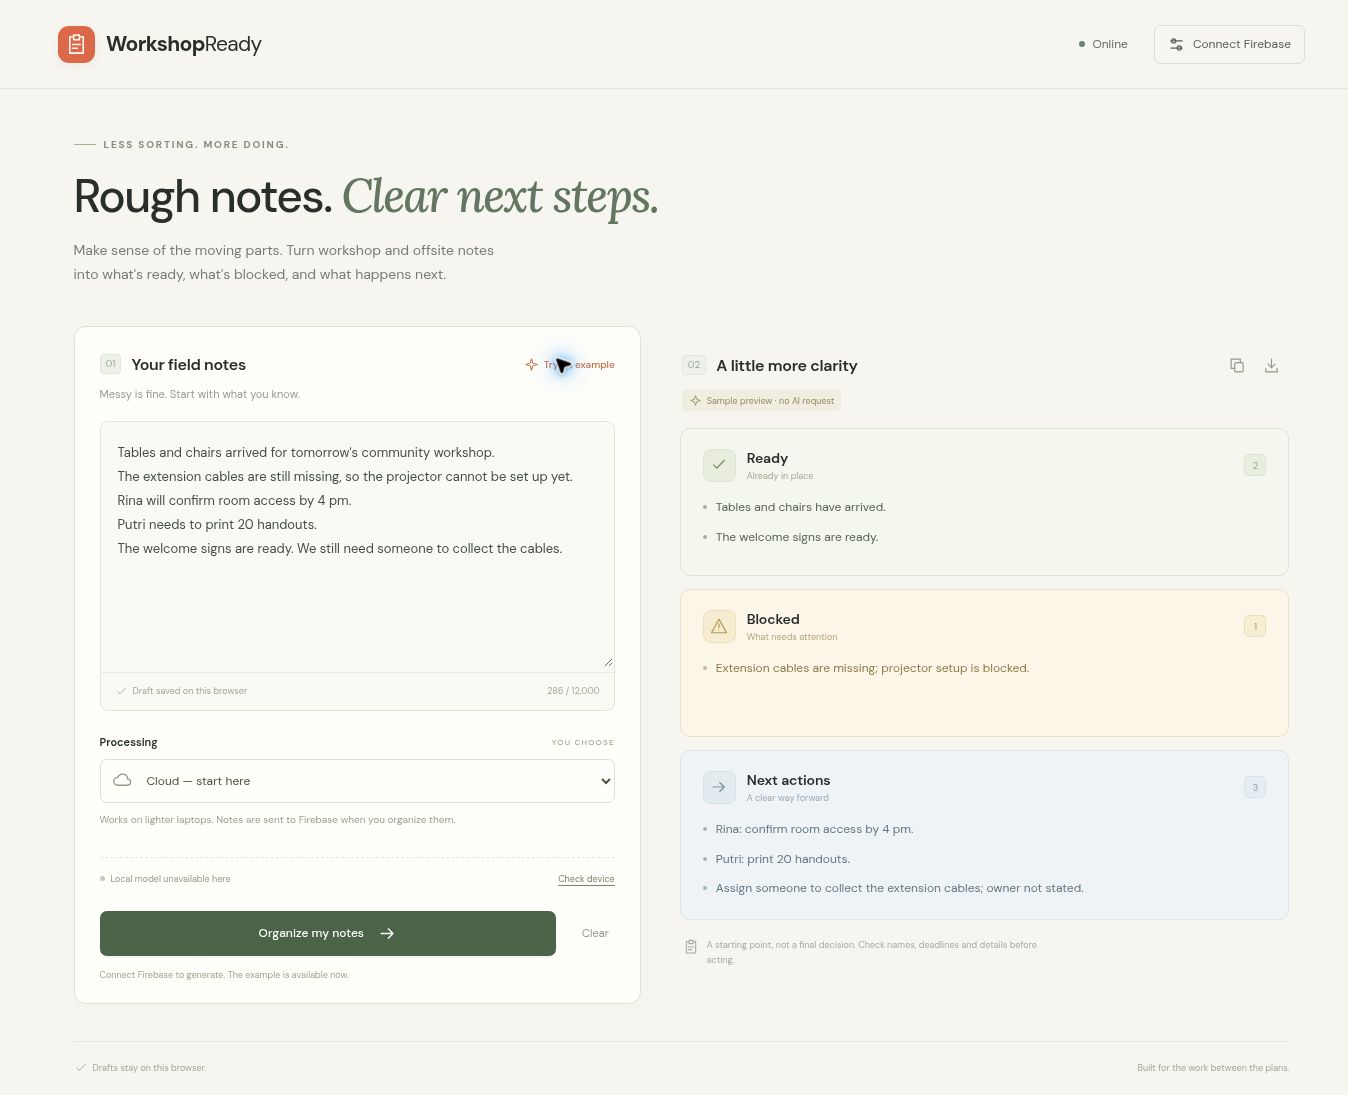 WorkshopReady
Online
Connect Firebase
LESS SORTING. MORE DOING.
Rough notes. Clear next steps.
Make sense of the moving parts. Turn workshop and offsite notes
into what's ready, what's blocked, and what happens next.
01
Your field notes
example
Messy is fine. Start with what you know.
Tables and chairs arrived for tomorrow's community workshop.
The extension cables are still missing, so the projector cannot be set up yet.
Rina will confirm room access by 4 pm.
Putri needs to print 20 handouts.
The welcome signs are ready. We still need someone to collect the cables.
Draft saved on this browser
286 / 12,000
Processing
YOU CHOOSE
Cloud — start here
Works on lighter laptops. Notes are sent to Firebase when you organize them.
Local model unavailable here
Check device
Organize my notes
Clear
Connect Firebase to generate. The example is available now.
02
A little more clarity
Sample preview · no AI request
Ready
Already in place
2
Tables and chairs have arrived.
The welcome signs are ready.
Blocked
What needs attention
1
Extension cables are missing; projector setup is blocked.
Next actions
A clear way forward
3
Rina: confirm room access by 4 pm.
Putri: print 20 handouts.
Assign someone to collect the extension cables; owner not stated.
A starting point, not a final decision. Check names, deadlines and details before
acting.
Drafts stay on this browser.
Built for the work between the plans.